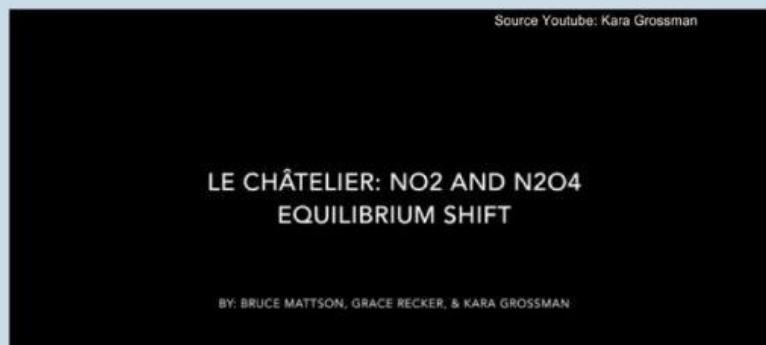 Source Youtube: Kara Grossman
LE CHÂTELIER: NO2 AND N2O4
EQUILIBRIUM SHIFT
BY: BRUCE MATTSON, GRACE RECKER, & KARA GROSSMAN